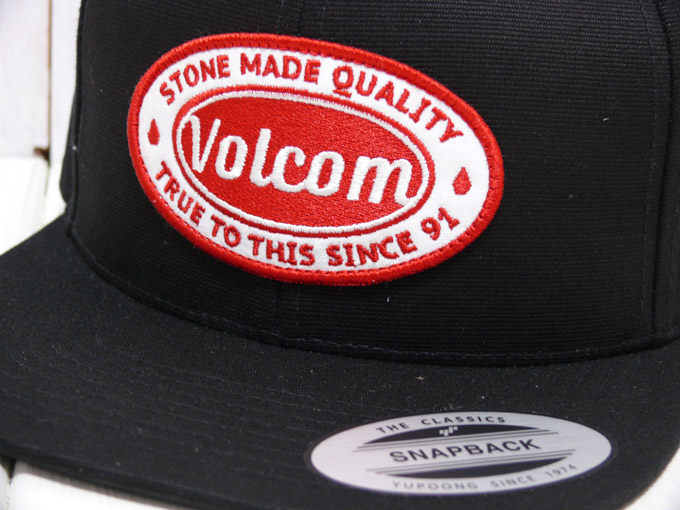 STONE MADE QUALITY
Volcom
TRUE TO THIS SINCE 91
THE CLASSICS
SNAPBACK
YUPOONG SINCE 1974